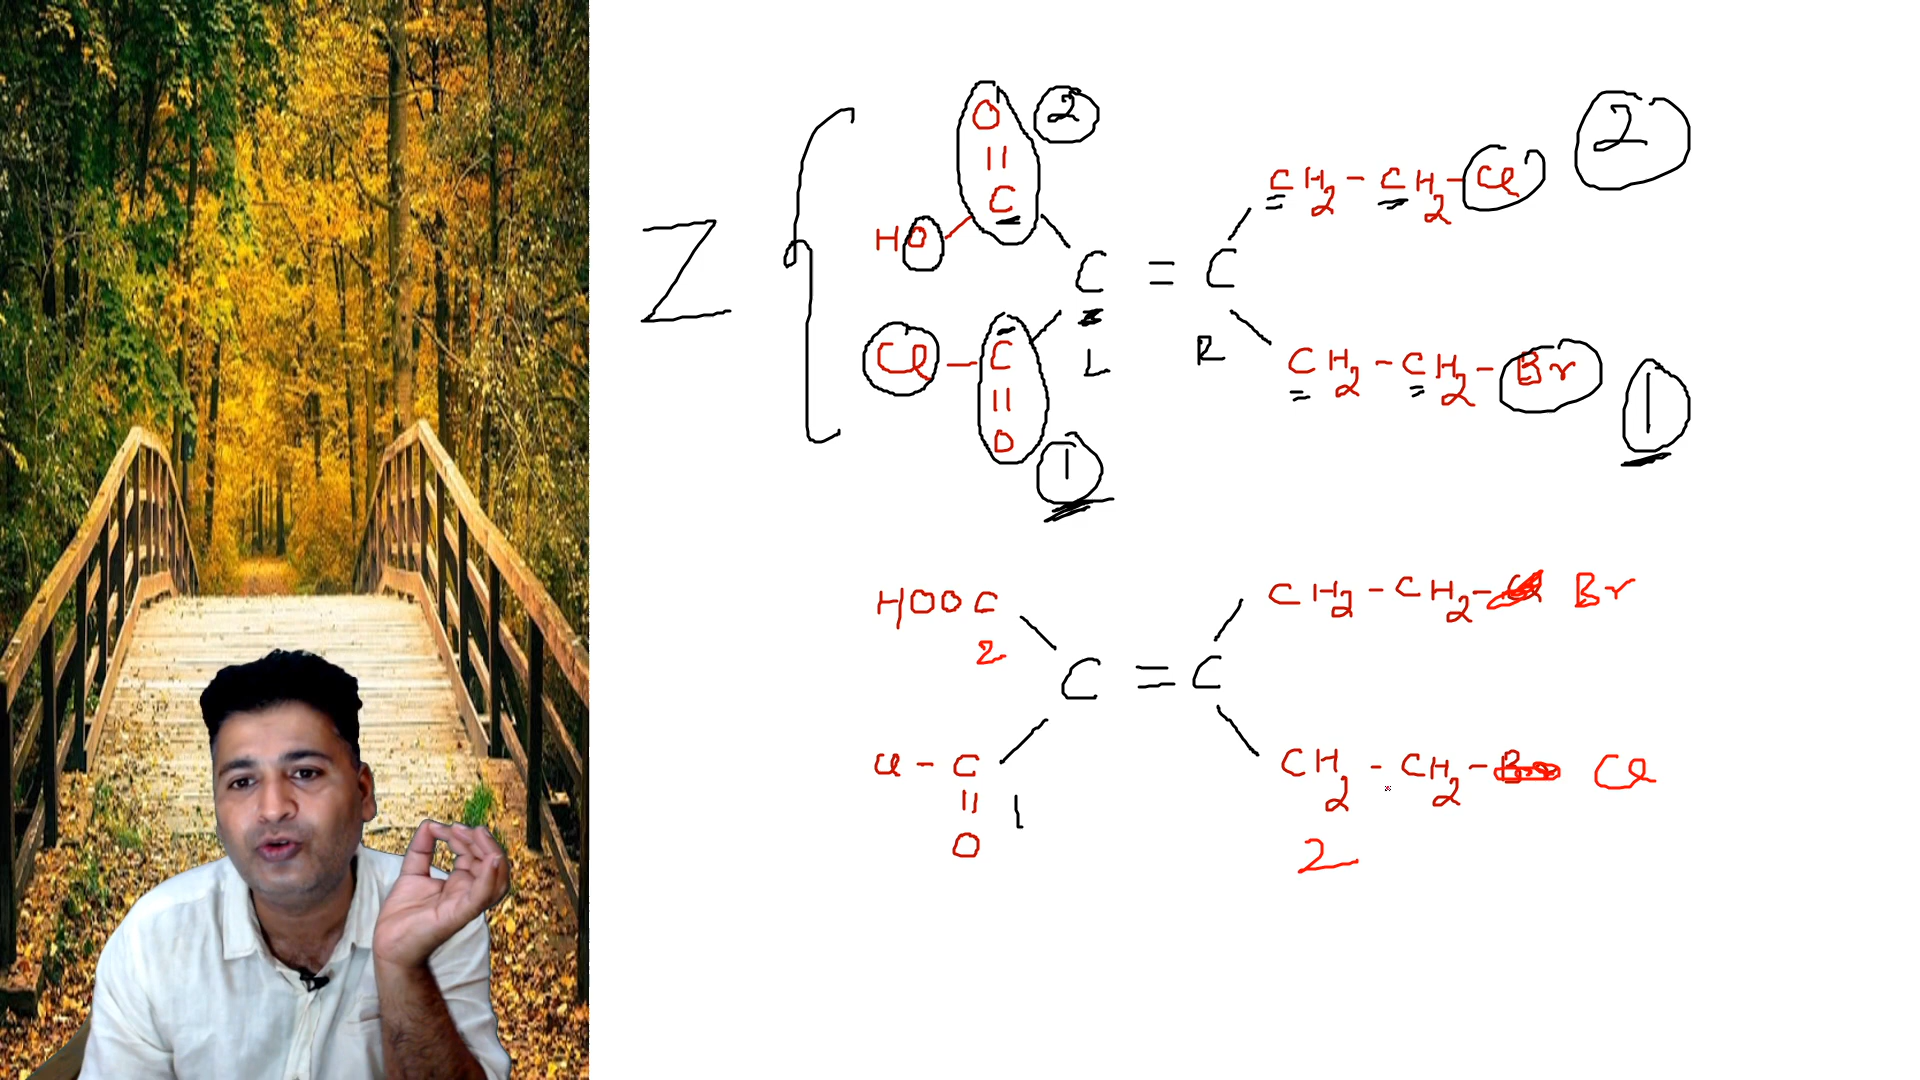 O 2
||
C
HO
C = C
CH2 - CH2 - Cl 2
Z
L R
Cl - C
||
O
1
CH2 - CH2 - Br 1
HOOC
2
C = C
CH2 - CH2 - Br
Cl - C
||
O
1
CH2 - CH2 - Cl
2